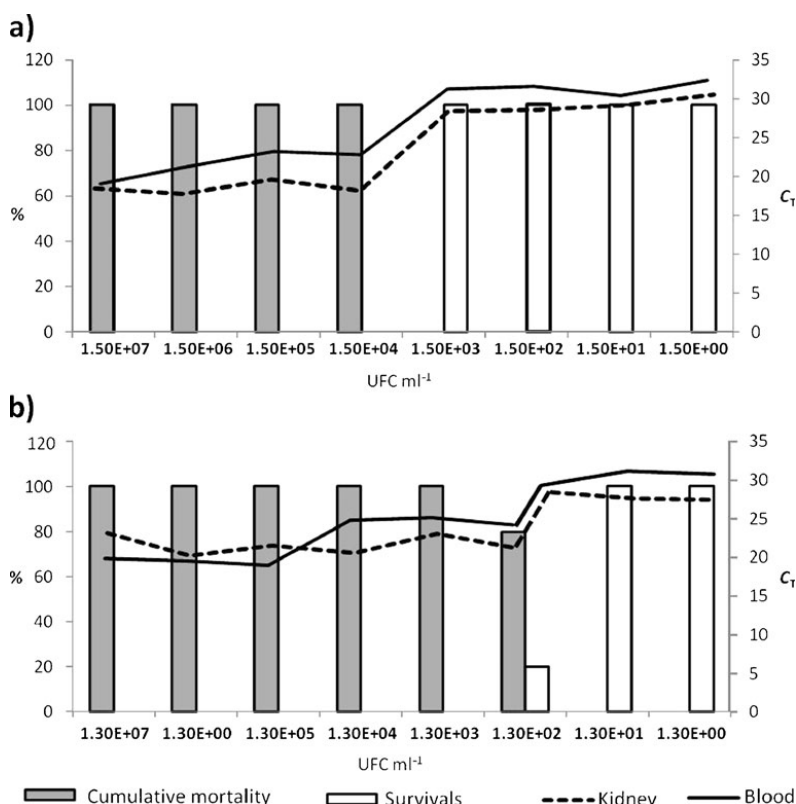 a)
120 35
100 30
80 25
60 20
% 15 CT
40 10
20 5
0 0
1.50E+07 1.50E+06 1.50E+05 1.50E+04 1.50E+03 1.50E+02 1.50E+01 1.50E+00
UFC ml-1
b)
120 35
100 30
80 25
60 20
% CT
40 15
20 10
0 5
0
1.30E+07 1.30E+00 1.30E+05 1.30E+04 1.30E+03 1.30E+02 1.30E+01 1.30E+00
UFC ml-1
Cumulative mortality Survivals Kidney Blood